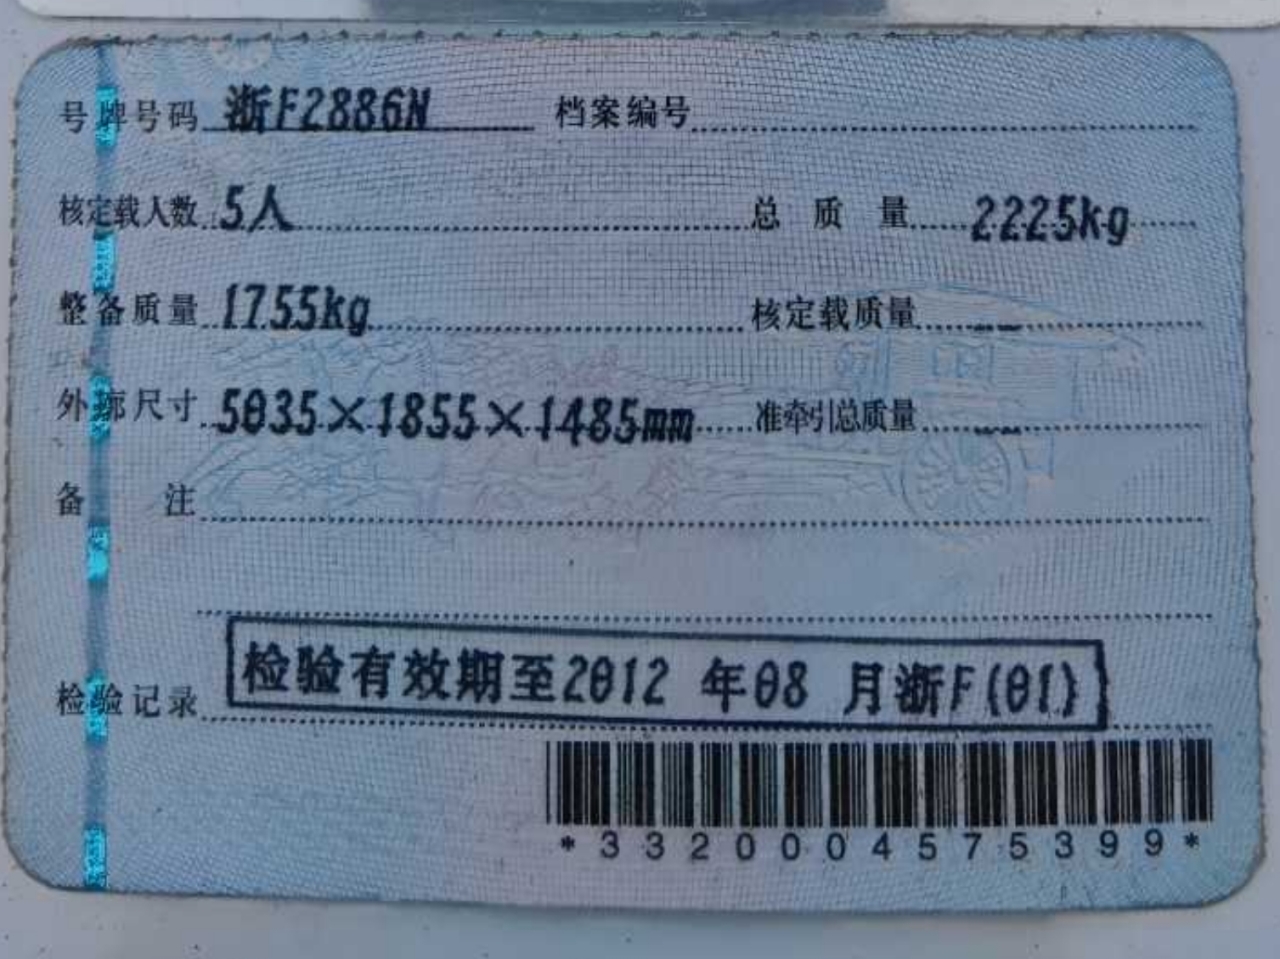 号牌号码 浙F2886N 档案编号
核定载人数 5人 总质量 2225kg
整备质量 1755kg 核定载质量 --
外廓尺寸 5035×1855×1485mm 准牵引总质量 --
备注
检验记录 检验有效期至2012 年08 月浙F(01)
*3320004575399*